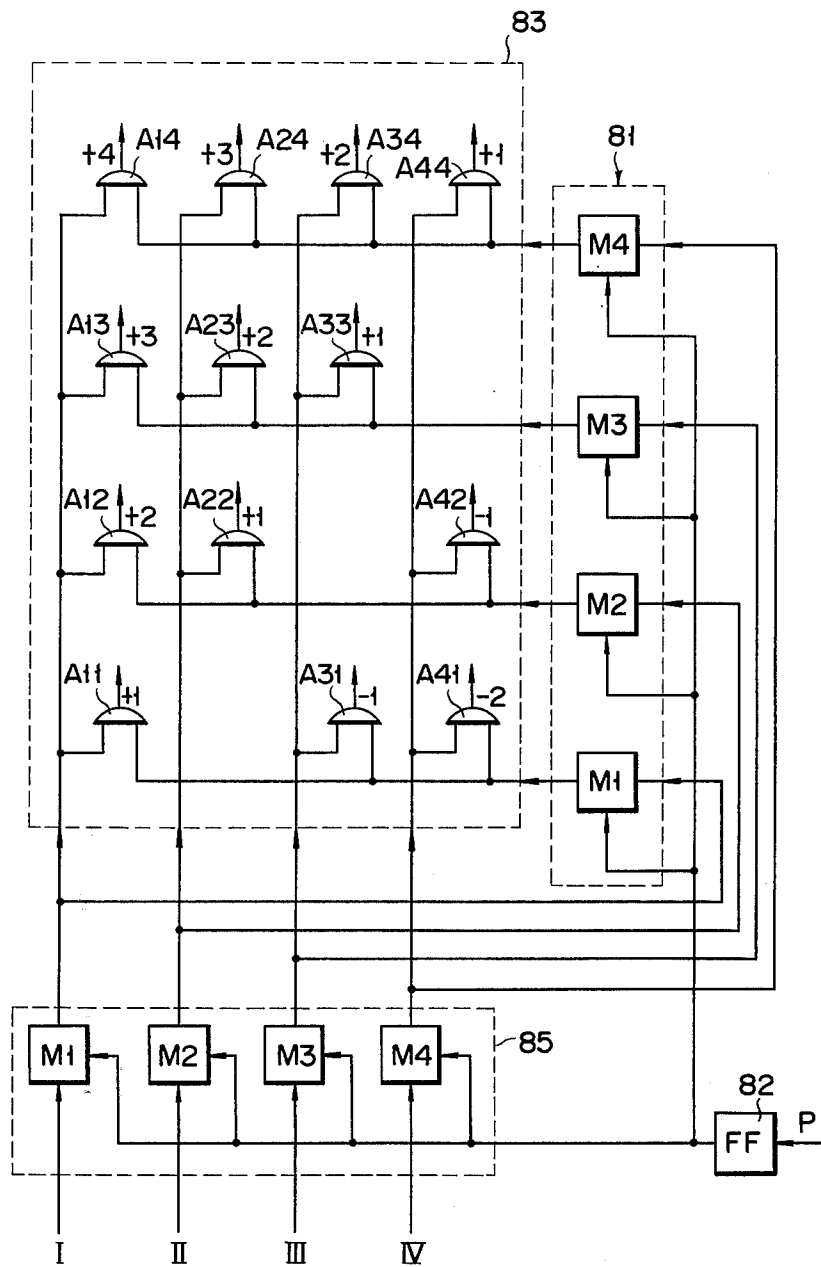 83
+4 A14 +3 A24 +2 A34 A44 +1
81
M4
A13 +3 A23 +2 A33 +1
M3
A12 +2 A22 +1 A42 -1
M2
A11 +1 A31 -1 A41 -2
M1
M1 M2 M3 M4 85
82
FF P
I II III IV